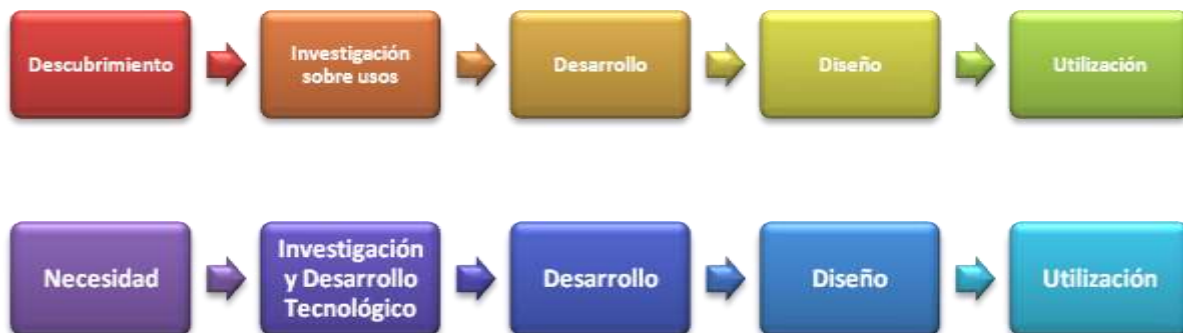 Descubrimiento
Investigación
sobre usos
Desarrollo
Diseño
Utilización
Necesidad
Investigación
y Desarrollo
Tecnológico
Desarrollo
Diseño
Utilización